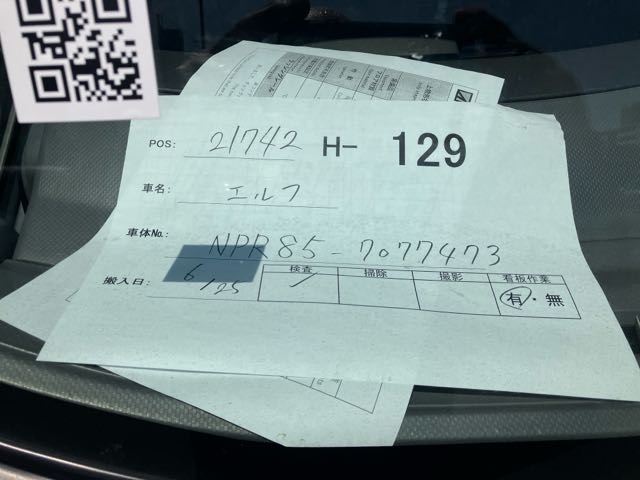 POS: 21742 H- 129
車名: エルフ
車体No.: NPR85-7077473
搬入日: 6/25
検査 掃除 撮影 看板作業
有・無